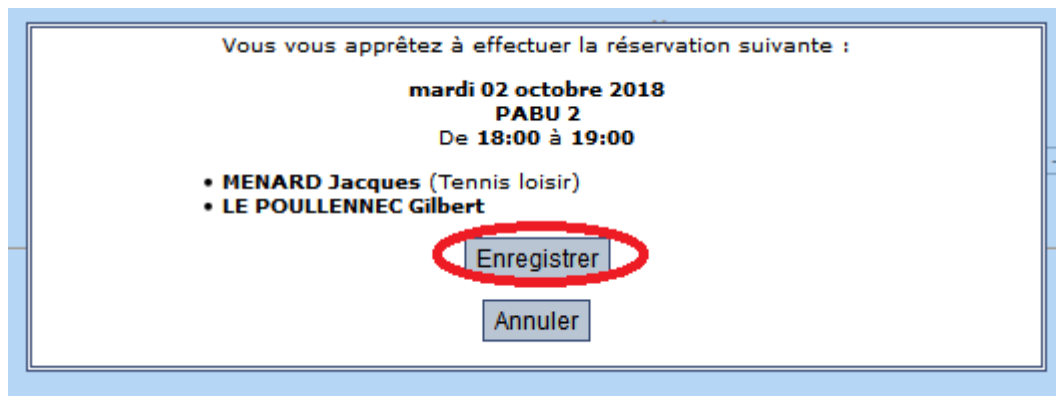 Vous vous apprêtez à effectuer la réservation suivante :
mardi 02 octobre 2018
PABU 2
De 18:00 à 19:00
• MENARD Jacques (Tennis loisir)
• LE POULLENNEC Gilbert
Enregistrer
Annuler